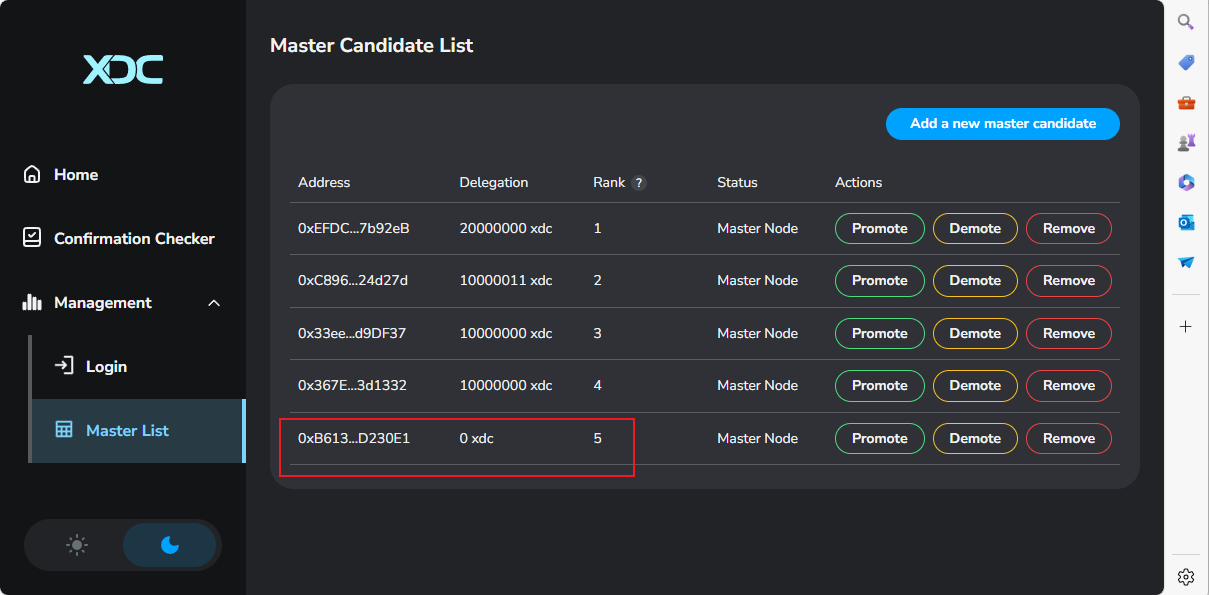 XDC
Master Candidate List
Add a new master candidate
Home
Confirmation Checker
Management
Login
Master List
Address Delegation Rank ? Status Actions
0xEFDC...7b92eB 20000000 xdc 1 Master Node Promote Demote Remove
0xC896...24d27d 10000011 xdc 2 Master Node Promote Demote Remove
0x33ee...d9DF37 10000000 xdc 3 Master Node Promote Demote Remove
0x367E...3d1332 10000000 xdc 4 Master Node Promote Demote Remove
0xB613...D230E1 0 xdc 5 Master Node Promote Demote Remove